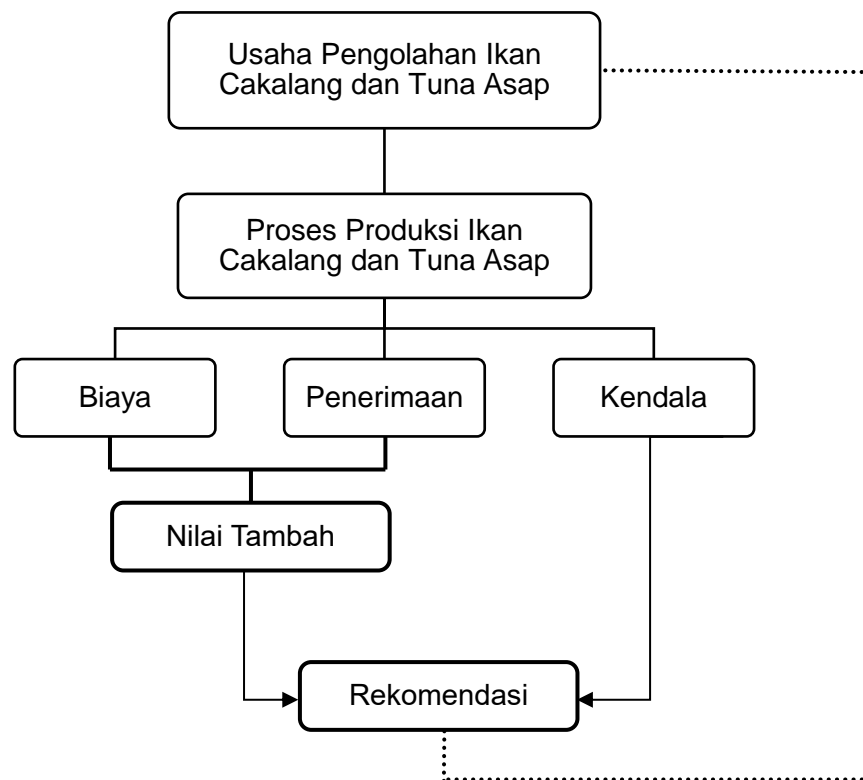 Usaha Pengolahan Ikan
Cakalang dan Tuna Asap
Proses Produksi Ikan
Cakalang dan Tuna Asap
Biaya
Penerimaan
Kendala
Nilai Tambah
Rekomendasi